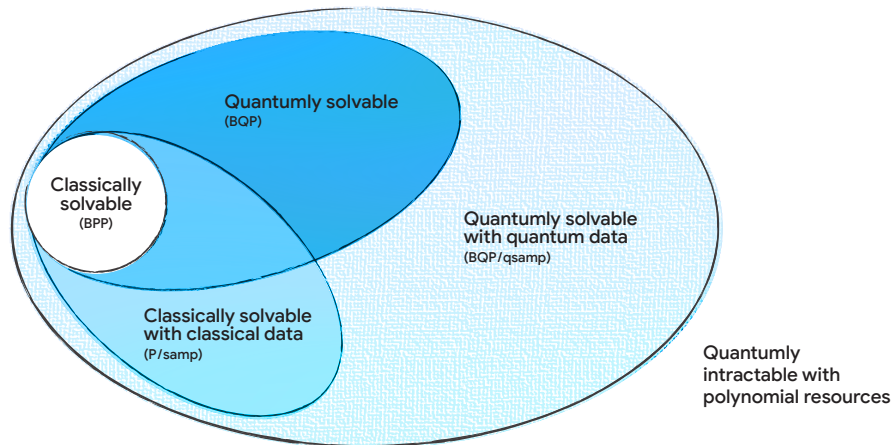 Quantumly solvable
(BQP)
Classically
solvable
(BPP)
Quantumly solvable
with quantum data
(BQP/qsamp)
Classically solvable
with classical data
(P/samp)
Quantumly
intractable with
polynomial resources